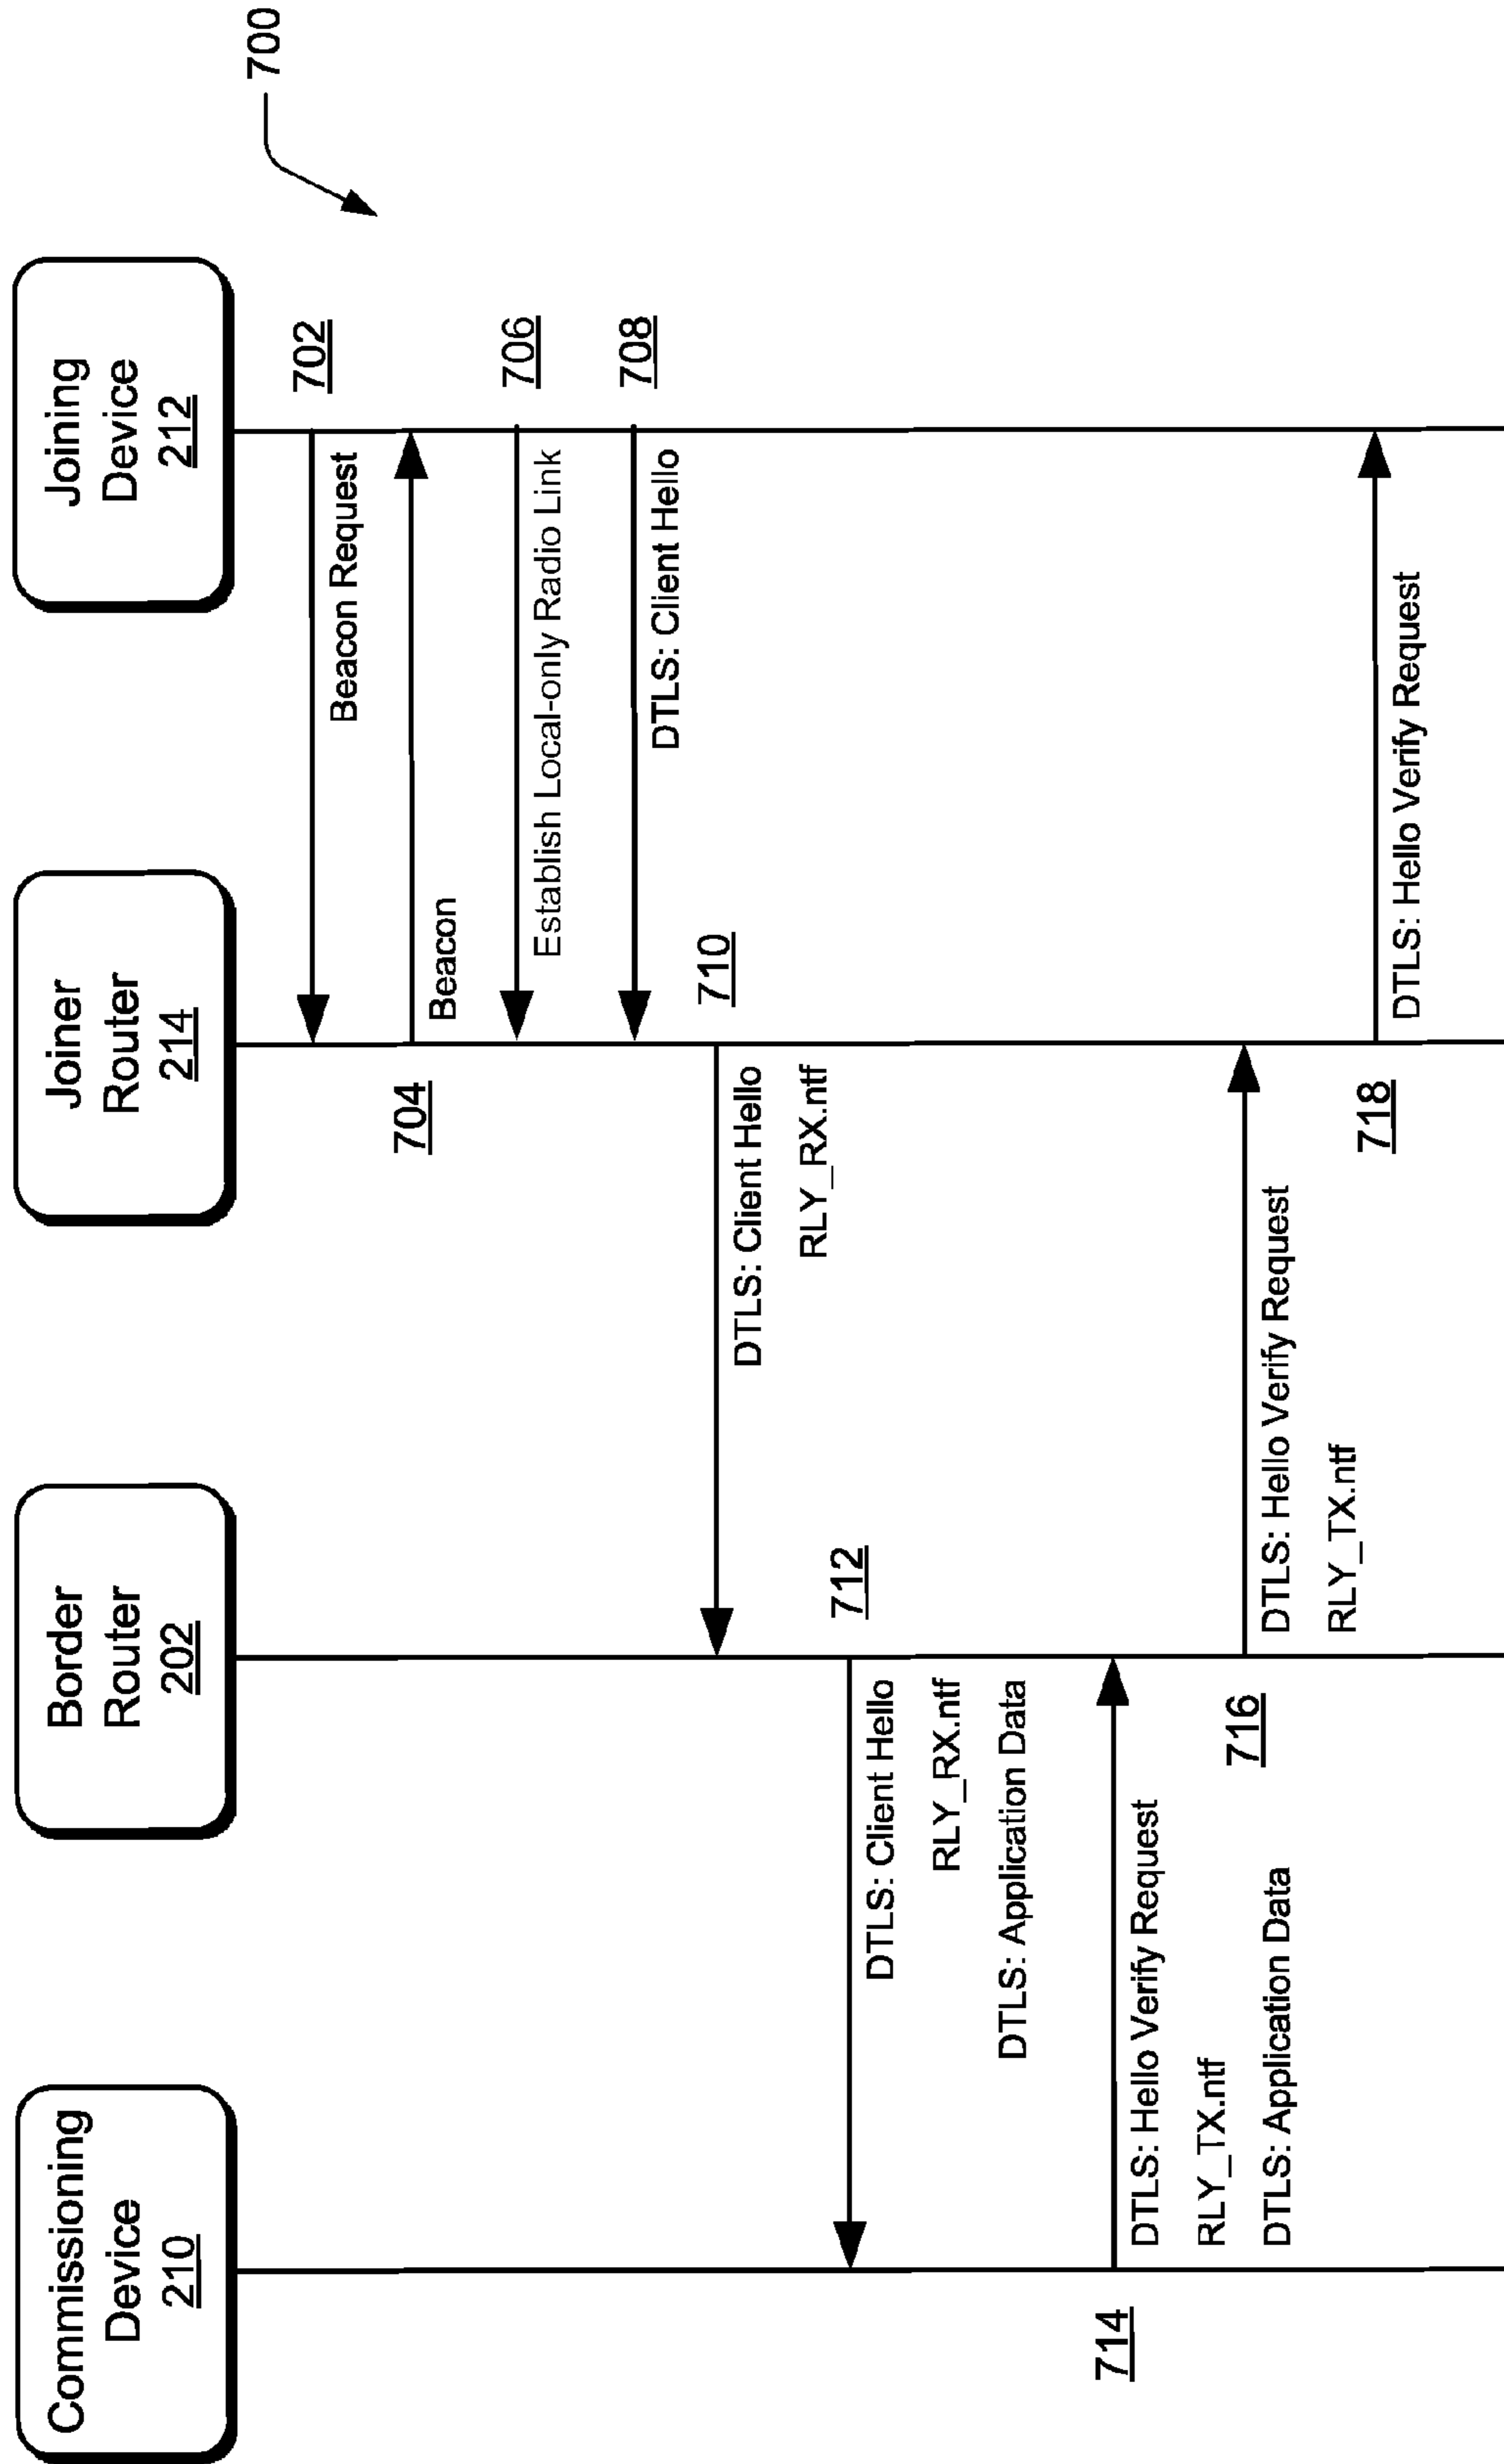 Commissioning
Device
210
Border
Router
202
Joiner
Router
214
Joining
Device
212
700
702
Beacon Request
704
Beacon
706
Establish Local-only Radio Link
708
DTLS: Client Hello
710
DTLS: Client Hello
RLY_RX.ntf
712
DTLS: Client Hello
RLY_RX.ntf
DTLS: Application Data
714
DTLS: Hello Verify Request
RLY_TX.ntf
DTLS: Application Data
716
DTLS: Hello Verify Request
RLY_TX.ntf
718
DTLS: Hello Verify Request